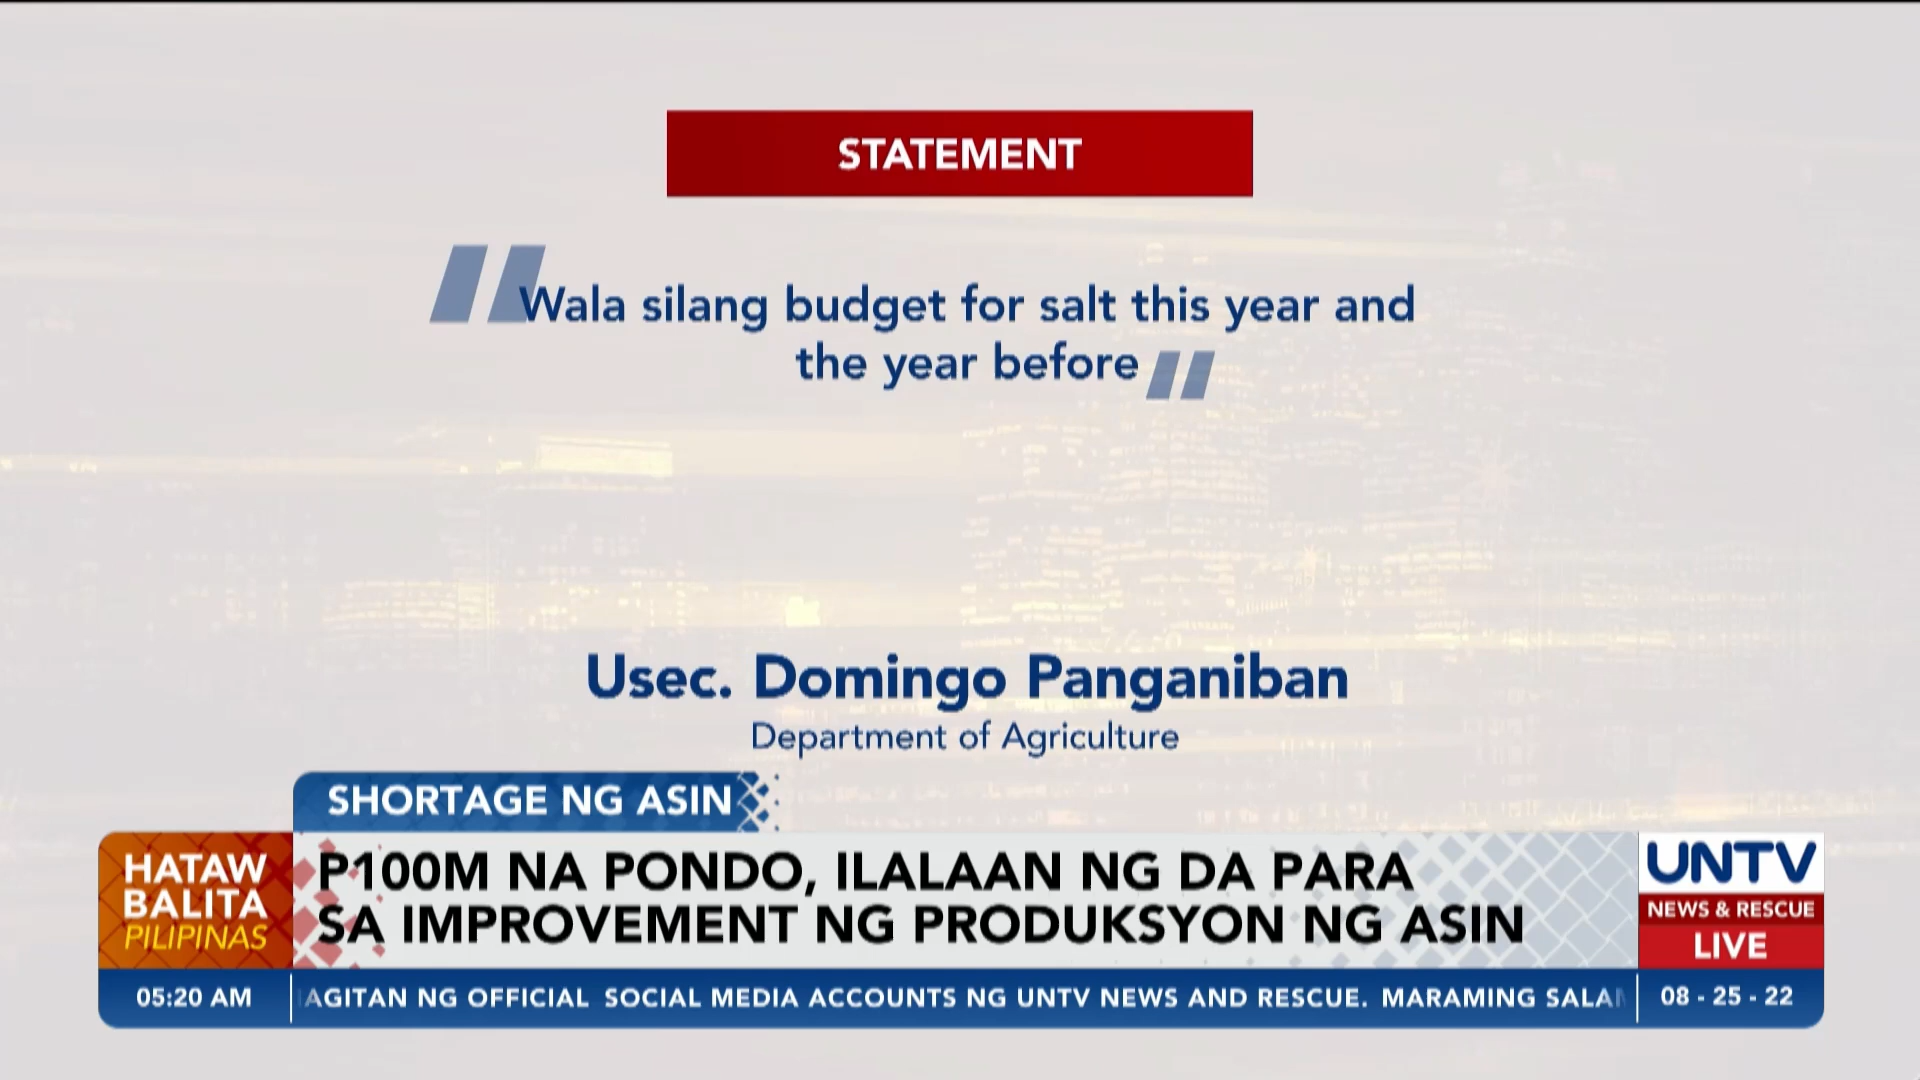 STATEMENT
"Wala silang budget for salt this year and
the year before"
Usec. Domingo Panganiban
Department of Agriculture
SHORTAGE NG ASIN
HATAW
BALITA
PILIPINAS
P100M NA PONDO, ILALAAN NG DA PARA
SA IMPROVEMENT NG PRODUKSYON NG ASIN
UNTV
NEWS & RESCUE
LIVE
05:20 AM
AGITAN NG OFFICIAL SOCIAL MEDIA ACCOUNTS NG UNTV NEWS AND RESCUE. MARAMING SALA
08 - 25 - 22